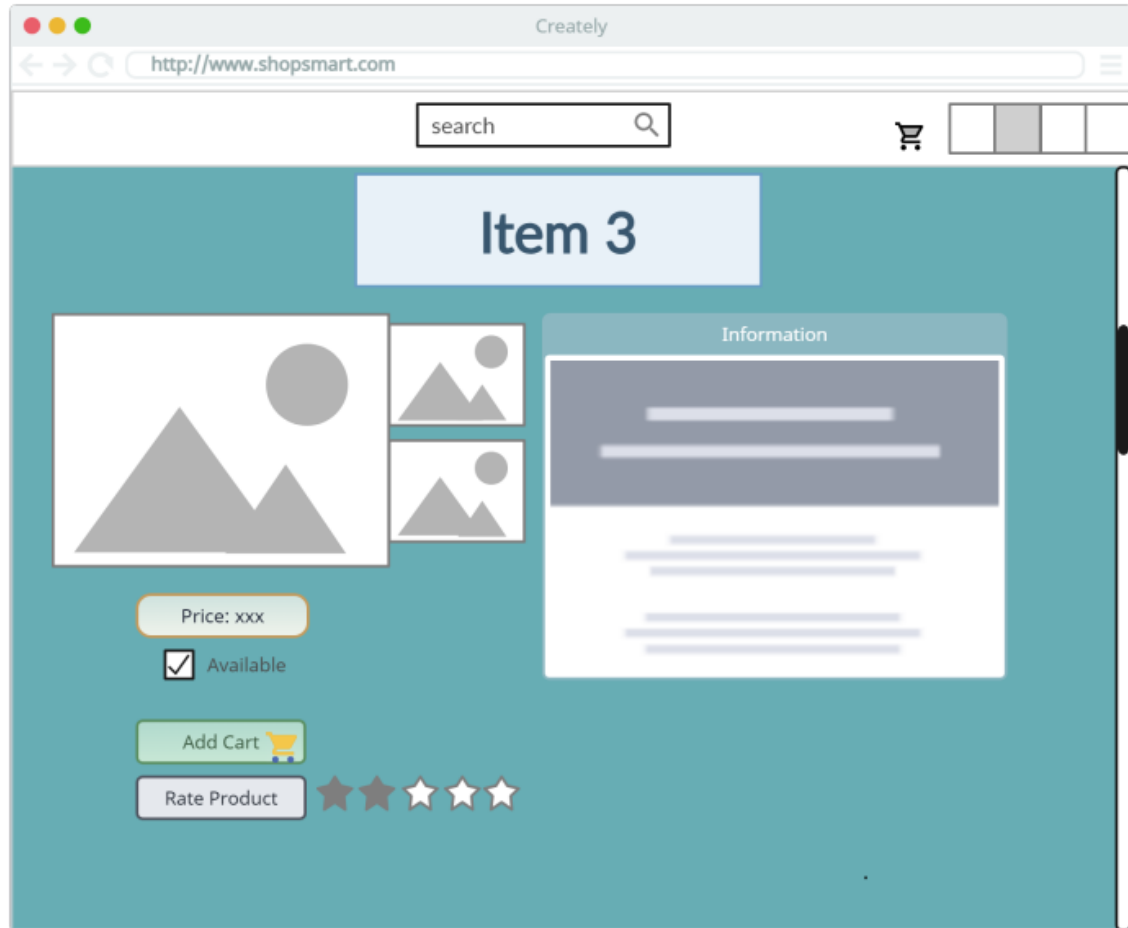 Creately
http://www.shopsmart.com
search
Item 3
Information
Price: xxx
Available
Add Cart
Rate Product